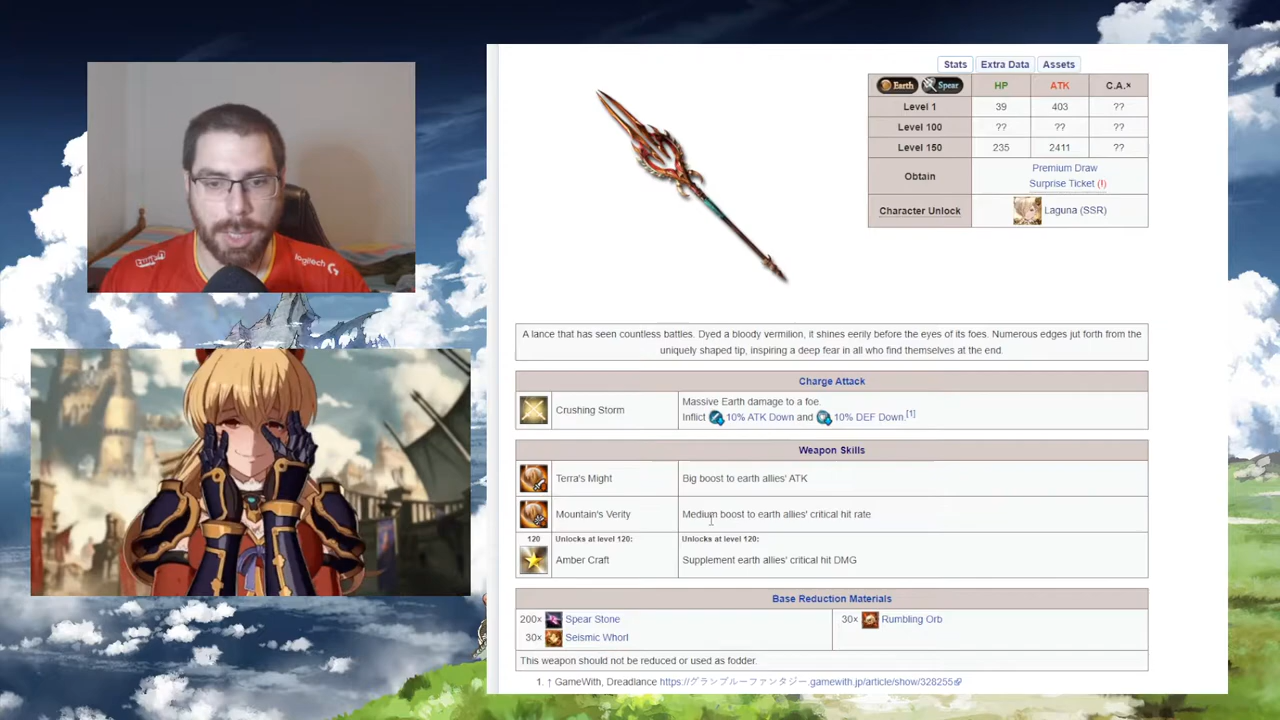 twitch
logitech
G
Stats Extra Data Assets
Earth Spear HP ATK C.A.×
Level 1 39 403 ??
Level 100 ?? ?? ??
Level 150 235 2411 ??
Obtain Premium Draw
Surprise Ticket (!)
Character Unlock Laguna (SSR)
A lance that has seen countless battles. Dyed a bloody vermilion, it shines eerily before the eyes of its foes. Numerous edges jut forth from the
uniquely shaped tip, inspiring a deep fear in all who find themselves at the end.
Charge Attack
Crushing Storm Massive Earth damage to a foe.
Inflict 10% ATK Down and 10% DEF Down.[1]
Weapon Skills
Terra's Might Big boost to earth allies' ATK
Mountain's Verity Medium boost to earth allies' critical hit rate
120 Unlocks at level 120: Unlocks at level 120:
Amber Craft Supplement earth allies' critical hit DMG
Base Reduction Materials
200x Spear Stone 30x Rumbling Orb
30x Seismic Whorl
This weapon should not be reduced or used as fodder.
1. ↑ GameWith, Dreadlance https://グランブルーファンタジー.gamewith.jp/article/show/328255